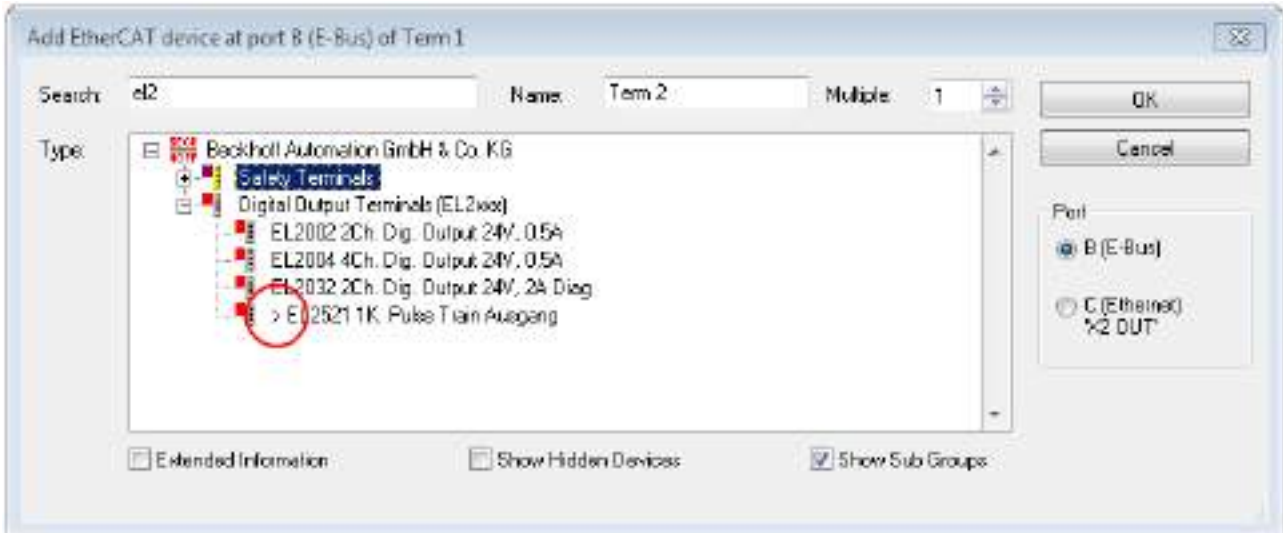 Add EtherCAT device at port B (E-Bus) of Term 1
Search: el2 Name: Term 2 Multiple: 1 OK
Type: Beckhoff Automation GmbH & Co. KG Cancel
Safety Terminals
Digital Output Terminals (EL2xxx)
Port
EL2002 2Ch. Dig. Output 24V, 0.5A
B (E-Bus)
EL2004 4Ch. Dig. Output 24V, 0.5A
EL2032 2Ch. Dig. Output 24V, 2A Diag
> EL2521 1K. Pulse Train Ausgang
C (Ethernet)
'X2 OUT'
Extended Information Show Hidden Devices Show Sub Groups